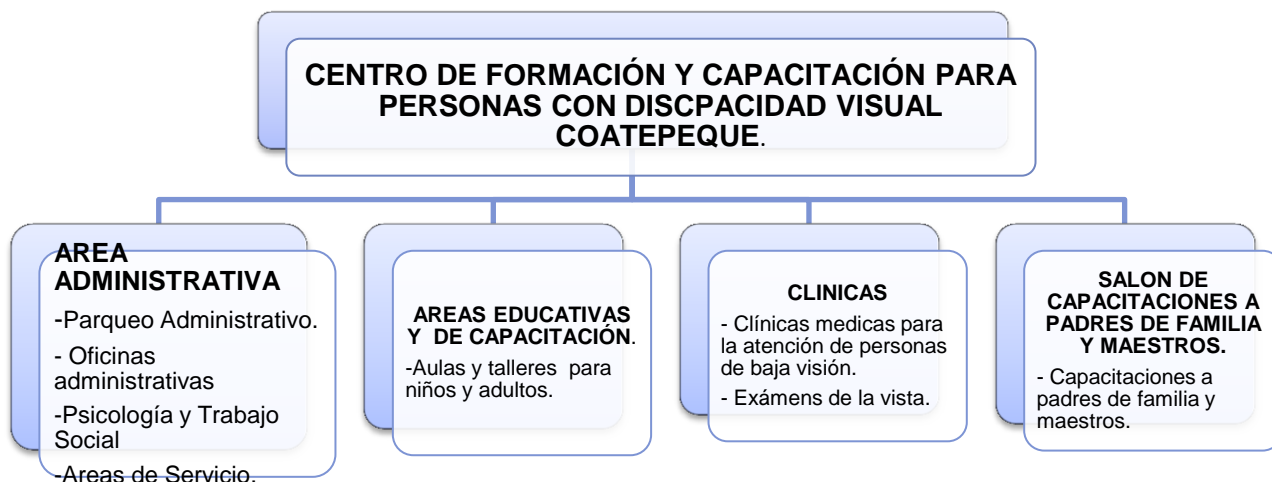 CENTRO DE FORMACIÓN Y CAPACITACIÓN PARA
PERSONAS CON DISCPACIDAD VISUAL
COATEPEQUE.
AREA
ADMINISTRATIVA
-Parqueo Administrativo.
- Oficinas
administrativas
-Psicología y Trabajo
Social
-Areas de Servicio.
AREAS EDUCATIVAS
Y DE CAPACITACIÓN.
-Aulas y talleres para
niños y adultos.
CLINICAS
- Clínicas medicas para
la atención de personas
de baja visión.
- Exámens de la vista.
SALON DE
CAPACITACIONES A
PADRES DE FAMILIA
Y MAESTROS.
- Capacitaciones a
padres de familia y
maestros.